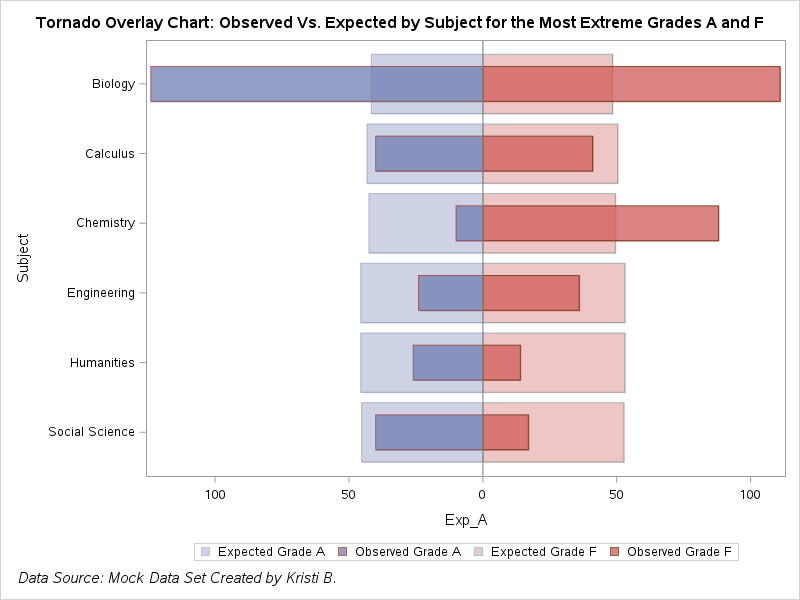 Tornado Overlay Chart: Observed Vs. Expected by Subject for the Most Extreme Grades A and F
Subject
Biology
Calculus
Chemistry
Engineering
Humanities
Social Science
100 50 0 50 100
Exp_A
Expected Grade A Observed Grade A Expected Grade F Observed Grade F
Data Source: Mock Data Set Created by Kristi B.